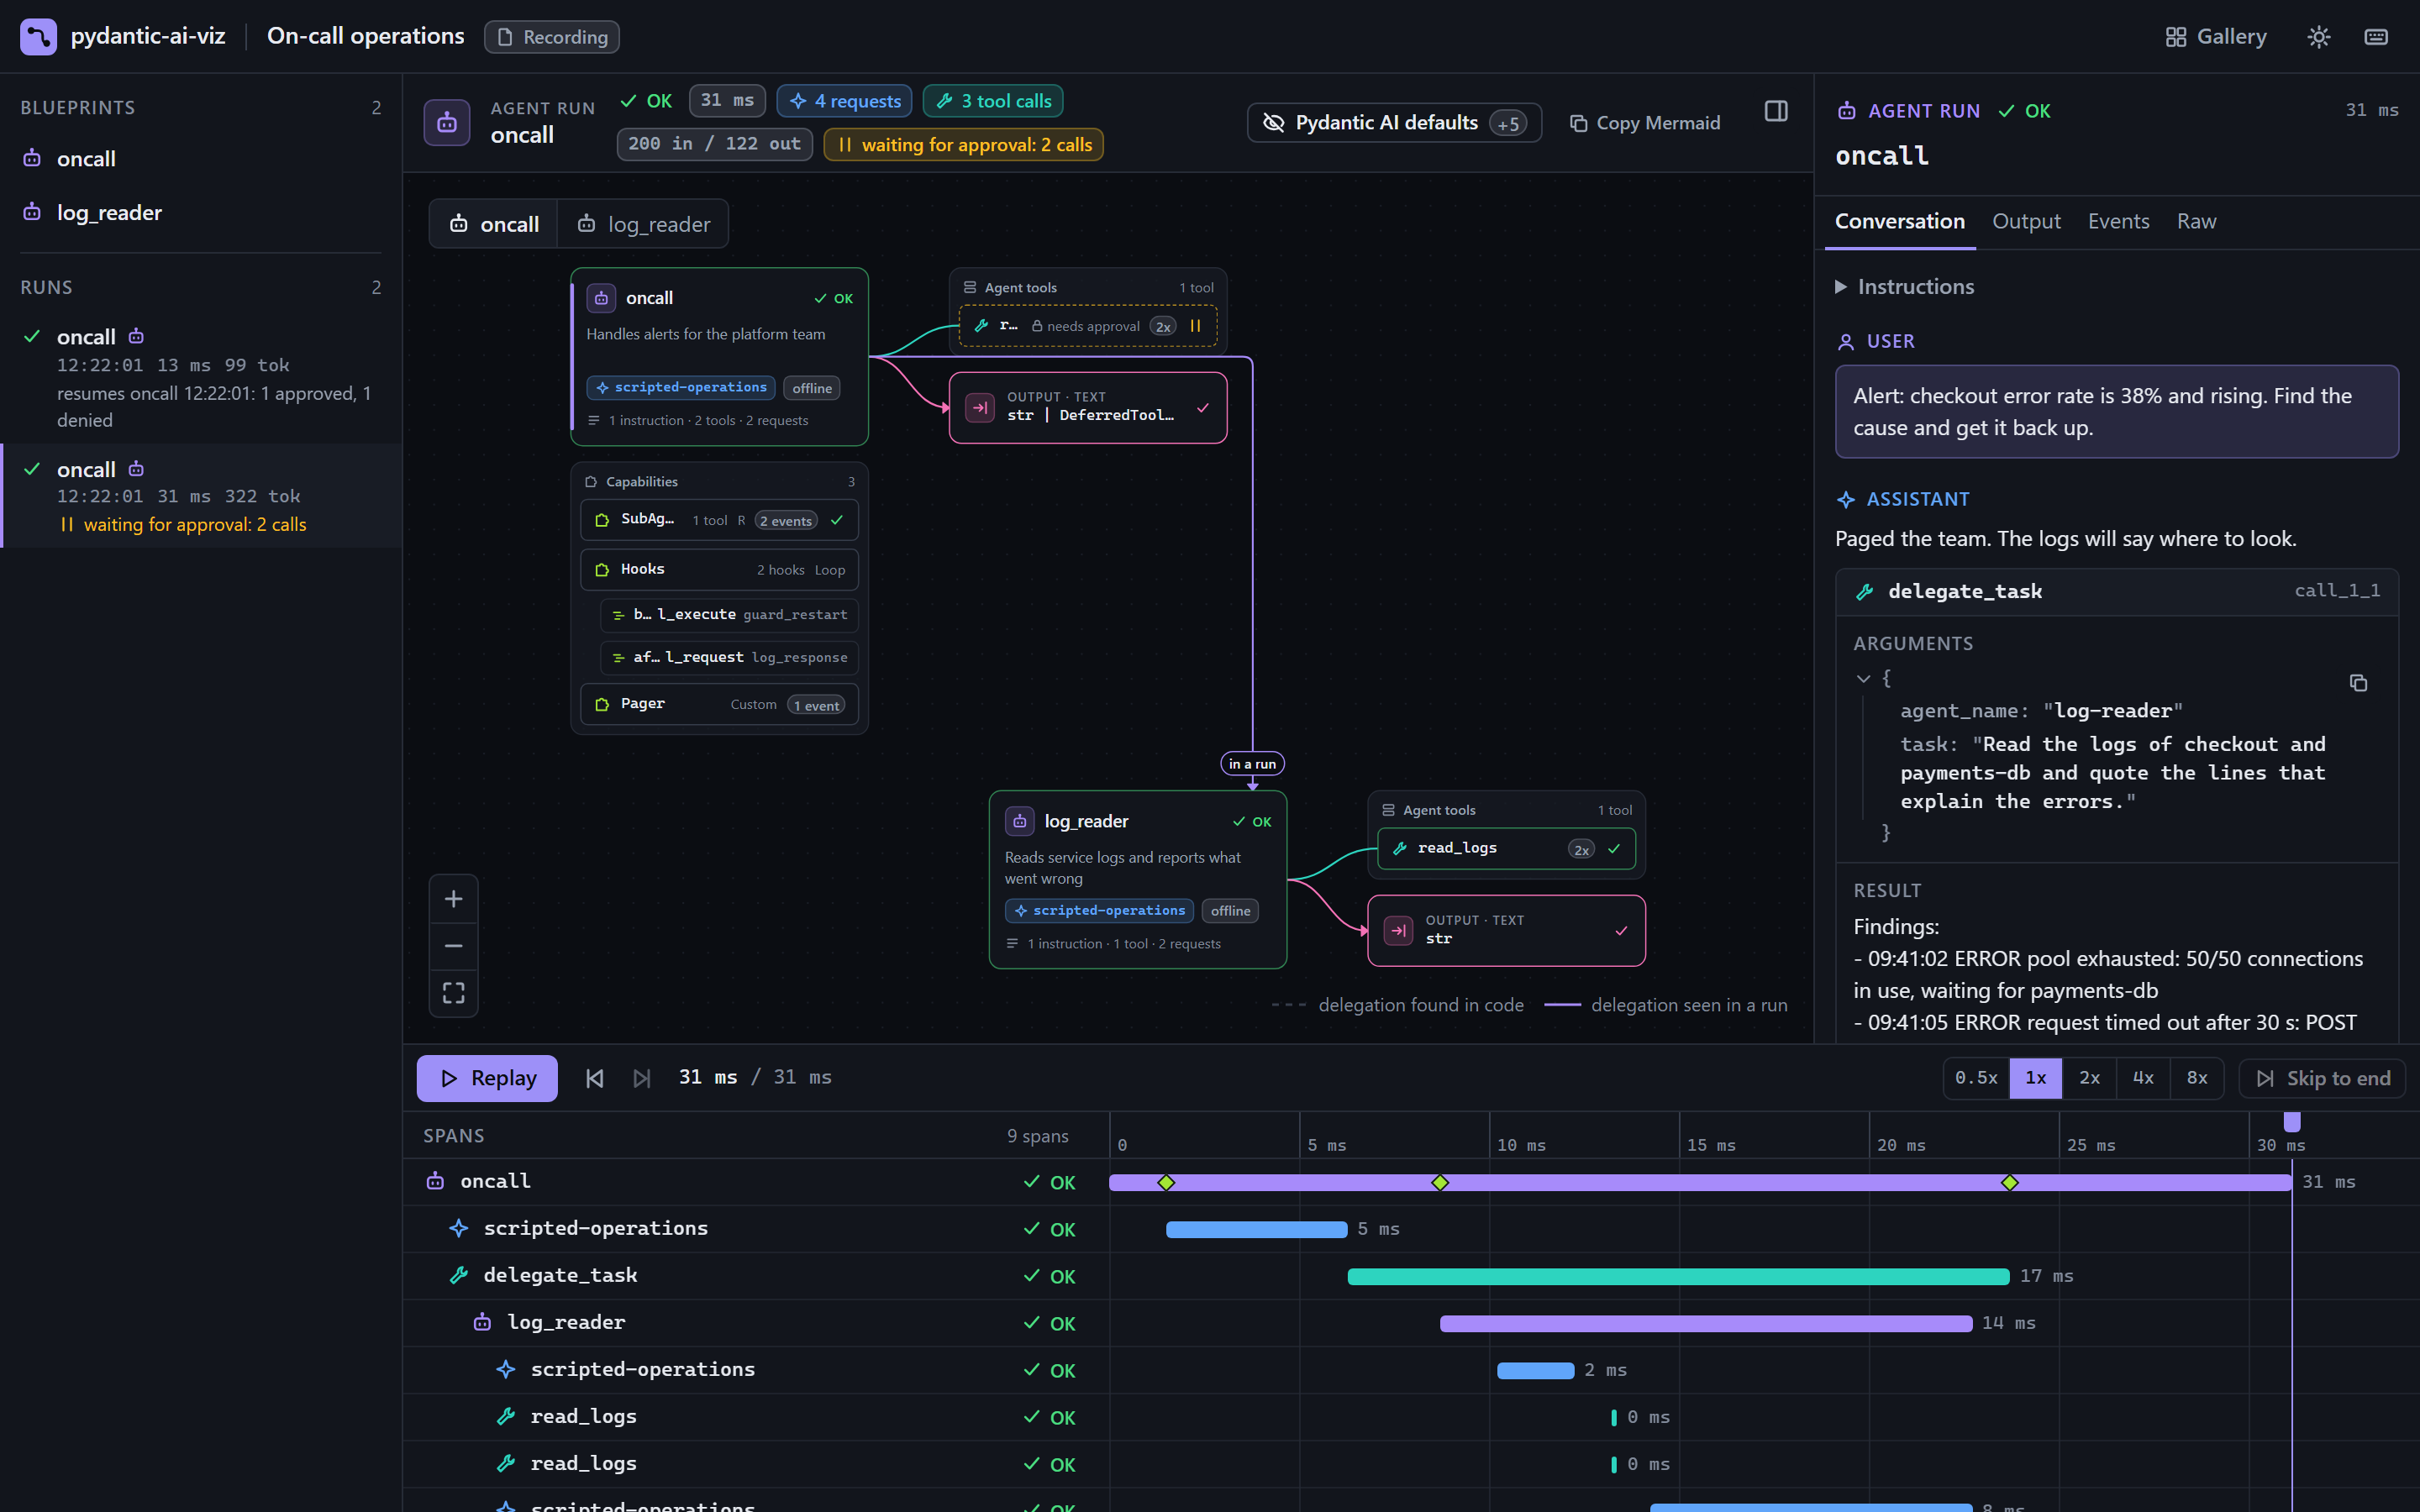 pydantic-ai-viz
On-call operations
Recording
Gallery
BLUEPRINTS 2
oncall
log_reader
RUNS 2
oncall
12:22:01 13 ms 99 tok
resumes oncall 12:22:01: 1 approved, 1
denied
oncall
12:22:01 31 ms 322 tok
waiting for approval: 2 calls
AGENT RUN
oncall
OK 31 ms 4 requests 3 tool calls
200 in / 122 out waiting for approval: 2 calls
Pydantic AI defaults +5
Copy Mermaid
oncall log_reader
oncall OK
Handles alerts for the platform team
scripted-operations offline
1 instruction · 2 tools · 2 requests
Agent tools 1 tool
r… needs approval 2x
OUTPUT · TEXT
str | DeferredTool…
Capabilities 3
SubAg… 1 tool R 2 events
Hooks 2 hooks Loop
b… l_execute guard_restart
af… l_request log_response
Pager Custom 1 event
in a run
log_reader OK
Reads service logs and reports what
went wrong
scripted-operations offline
1 instruction · 1 tool · 2 requests
Agent tools 1 tool
read_logs 2x
OUTPUT · TEXT
str
delegation found in code delegation seen in a run
AGENT RUN OK 31 ms
oncall
Conversation Output Events Raw
Instructions
USER
Alert: checkout error rate is 38% and rising. Find the
cause and get it back up.
ASSISTANT
Paged the team. The logs will say where to look.
delegate_task call_1_1
ARGUMENTS
{
agent_name: "log-reader"
task: "Read the logs of checkout and
payments-db and quote the lines that
explain the errors."
}
RESULT
Findings:
- 09:41:02 ERROR pool exhausted: 50/50 connections
in use, waiting for payments-db
- 09:41:05 ERROR request timed out after 30 s: POST
Replay 31 ms / 31 ms
0.5x 1x 2x 4x 8x Skip to end
SPANS 9 spans
0 5 ms 10 ms 15 ms 20 ms 25 ms 30 ms
oncall OK 31 ms
scripted-operations OK 5 ms
delegate_task OK 17 ms
log_reader OK 14 ms
scripted-operations OK 2 ms
read_logs OK 0 ms
read_logs OK 0 ms
scripted-operations OK 8 ms